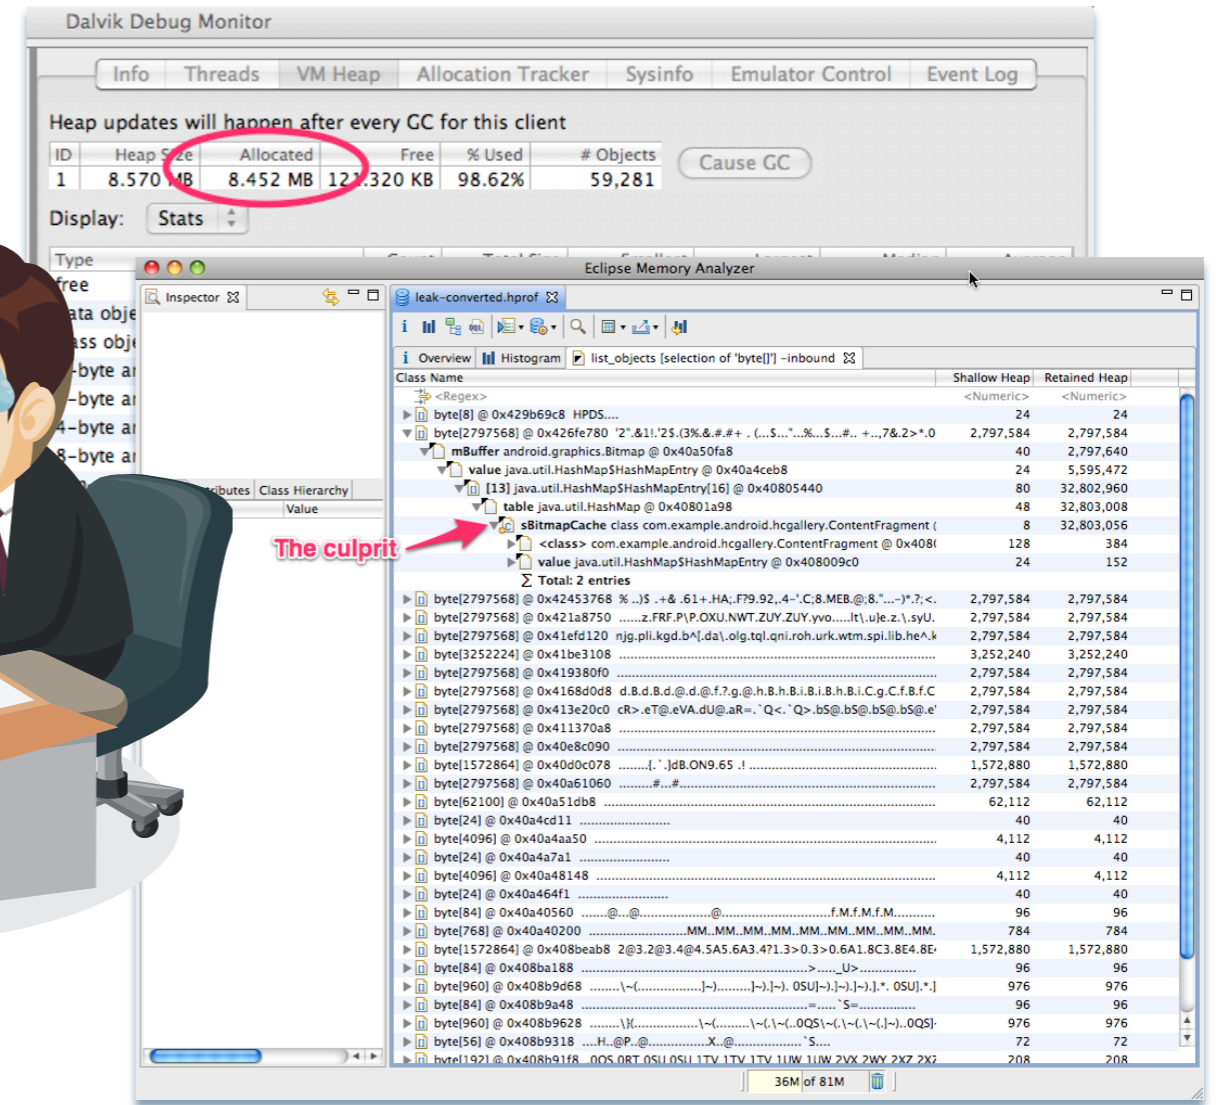 Dalvik Debug Monitor
Info Threads VM Heap Allocation Tracker Sysinfo Emulator Control Event Log
Heap updates will happen after every GC for this client
ID Heap Size Allocated Free % Used # Objects
1 8.570 MB 8.452 MB 121.320 KB 98.62% 59,281
Cause GC
Display: Stats
Type Count Total Size Smallest Largest Median Average
free
Eclipse Memory Analyzer
Inspector
leak-converted.hprof
Overview Histogram list_objects [selection of 'byte[]'] -inbound
Class Name Shallow Heap Retained Heap
<Regex> <Numeric> <Numeric>
byte[8] @ 0x429b69c8 HPDS.... 24 24
byte[2797568] @ 0x426fe780 2,797,584 2,797,584
mBuffer android.graphics.Bitmap @ 0x40a50fa8 40 2,797,640
value java.util.HashMap$HashMapEntry @ 0x40a4ceb8 24 5,595,472
[13] java.util.HashMap$HashMapEntry[16] @ 0x40805440 80 32,802,960
table java.util.HashMap @ 0x40801a98 48 32,803,008
sBitmapCache class com.example.android.hcgallery.ContentFragment 8 32,803,056
The culprit
<class> com.example.android.hcgallery.ContentFragment @ 0x408( 128 384
value java.util.HashMap$HashMapEntry @ 0x408009c0 24 152
Σ Total: 2 entries
byte[2797568] @ 0x42453768 2,797,584 2,797,584
byte[2797568] @ 0x421a8750 2,797,584 2,797,584
byte[2797568] @ 0x41efd120 2,797,584 2,797,584
byte[3252224] @ 0x41be3108 3,252,240 3,252,240
byte[2797568] @ 0x419380f0 2,797,584 2,797,584
byte[2797568] @ 0x4168d0d8 2,797,584 2,797,584
byte[2797568] @ 0x413e20c0 2,797,584 2,797,584
byte[2797568] @ 0x411370a8 2,797,584 2,797,584
byte[2797568] @ 0x40e8c090 2,797,584 2,797,584
byte[1572864] @ 0x40d0c078 1,572,880 1,572,880
byte[2797568] @ 0x40a61060 2,797,584 2,797,584
byte[62100] @ 0x40a51db8 62,112 62,112
byte[24] @ 0x40a4cd11 40 40
byte[4096] @ 0x40a4aa50 4,112 4,112
byte[24] @ 0x40a4a7a1 40 40
byte[4096] @ 0x40a48148 4,112 4,112
byte[24] @ 0x40a464f1 40 40
byte[84] @ 0x40a40560 96 96
byte[768] @ 0x40a40200 784 784
byte[1572864] @ 0x408beab8 1,572,880 1,572,880
byte[84] @ 0x408ba188 96 96
byte[960] @ 0x408b9d68 976 976
byte[84] @ 0x408b9a48 96 96
byte[960] @ 0x408b9628 976 976
byte[56] @ 0x408b9318 72 72
byte[192] @ 0x408b91f8 208 208
Class Hierarchy
Value
36M of 81M